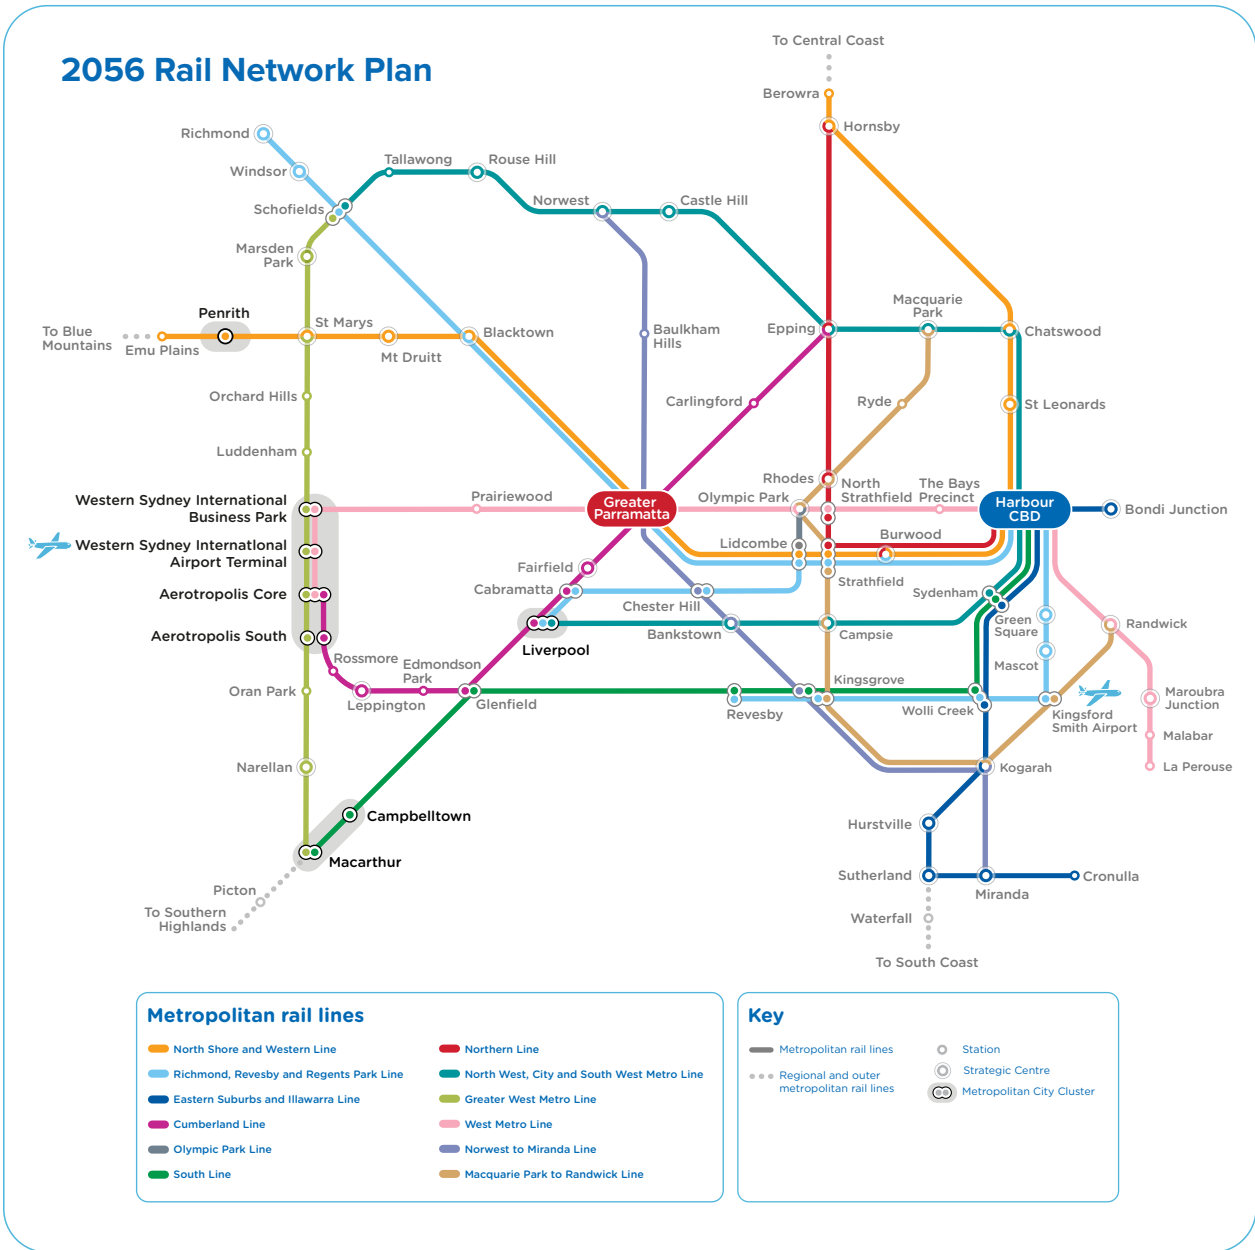 2056 Rail Network Plan
To Central Coast
Berowra
Hornsby
Richmond
Windsor
Tallawong
Rouse Hill
Schofields
Norwest
Castle Hill
Marsden
Park
Penrith
St Marys
To Blue
Mountains
Emu Plains
Mt Druitt
Blacktown
Baulkham
Hills
Epping
Macquarie
Park
Chatswood
Orchard Hills
Carlingford
Ryde
St Leonards
Luddenham
Western Sydney International
Business Park
Prairiewood
Greater
Parramatta
Olympic Park
Rhodes
North
Strathfield
The Bays
Precinct
Harbour
CBD
Bondi Junction
Western Sydney International
Airport Terminal
Lidcombe
Burwood
Fairfield
Strathfield
Aerotropolis Core
Cabramatta
Chester Hill
Sydenham
Green
Square
Randwick
Aerotropolis South
Liverpool
Bankstown
Campsie
Mascot
Rossmore
Edmondson
Park
Oran Park
Leppington
Glenfield
Revesby
Kingsgrove
Wolli Creek
Kingsford
Smith Airport
Maroubra
Junction
Malabar
La Perouse
Narellan
Kogarah
Campbelltown
Hurstville
Macarthur
Sutherland
Miranda
Cronulla
Picton
To Southern
Highlands
Waterfall
To South Coast
Metropolitan rail lines
North Shore and Western Line
Richmond, Revesby and Regents Park Line
Eastern Suburbs and Illawarra Line
Cumberland Line
Olympic Park Line
South Line
Northern Line
North West, City and South West Metro Line
Greater West Metro Line
West Metro Line
Norwest to Miranda Line
Macquarie Park to Randwick Line
Key
Metropolitan rail lines
Regional and outer
metropolitan rail lines
Station
Strategic Centre
Metropolitan City Cluster